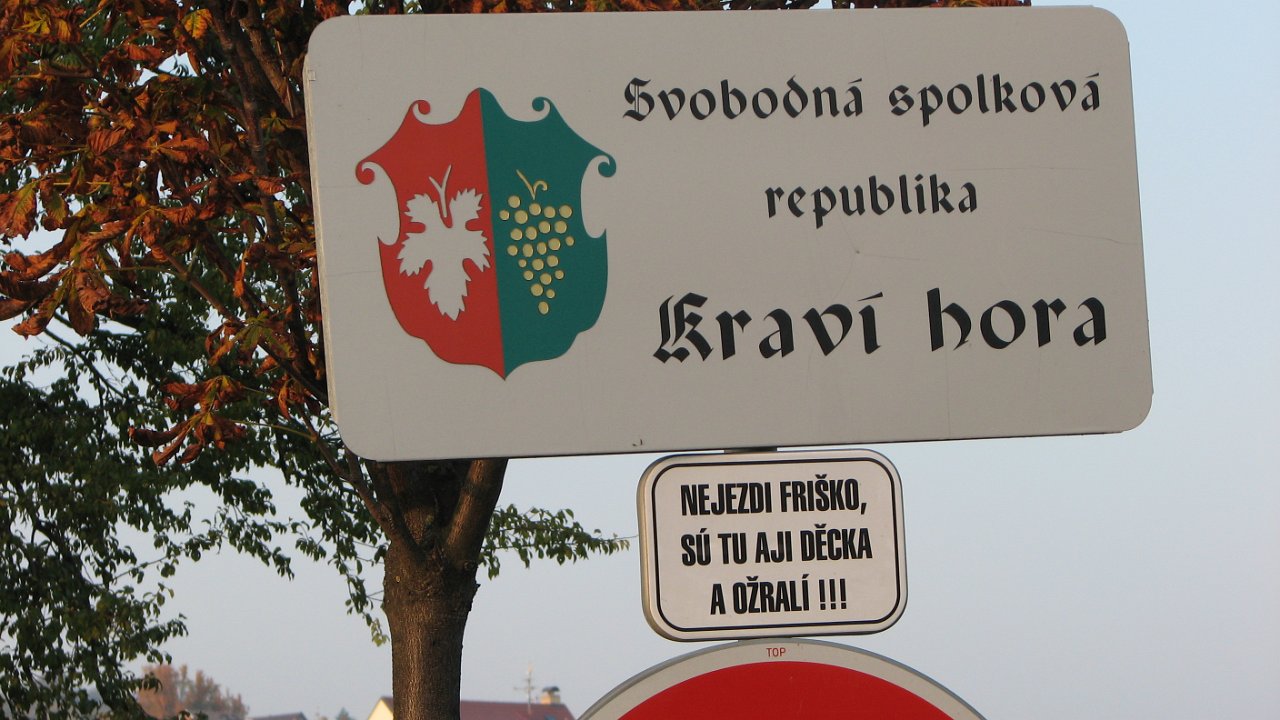 Svobodná spolková
republika
Kraví hora
NEJEZDI FRIŠKO,
SÚ TU AJI DĚCKA
A OŽRALÍ !!!
TOP